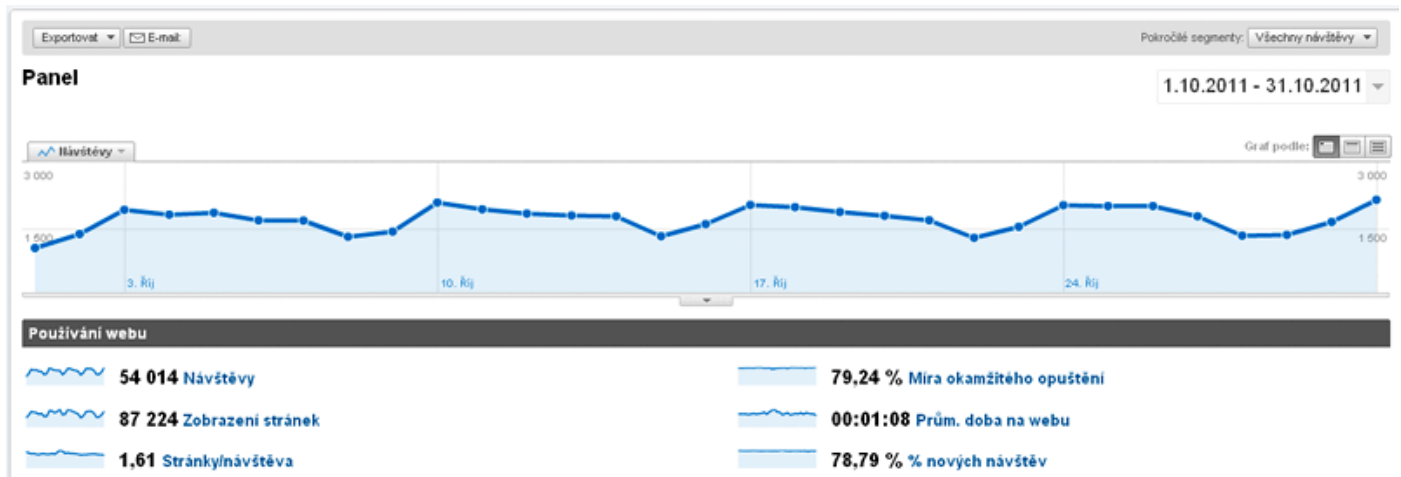 Exportovat E-mail Pokročilé segmenty: Všechny návštěvy
Panel
1.10.2011 - 31.10.2011
Návštěvy Graf podle:
3 000 3 000
1 500 1 500
3. Říj 10. Říj 17. Říj 24. Říj
Používání webu
54 014 Návštěvy 79,24 % Míra okamžitého opuštění
87 224 Zobrazení stránek 00:01:08 Prům. doba na webu
1,61 Stránky/návštěva 78,79 % % nových návštěv